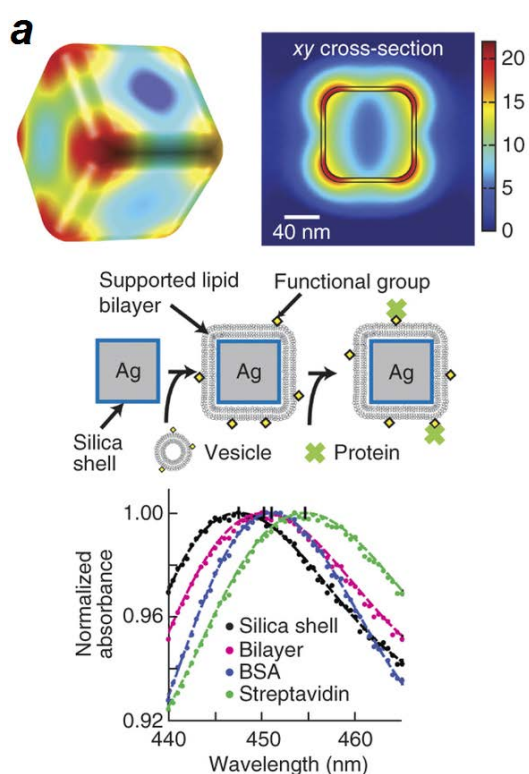 a
xy cross-section
40 nm
20
15
10
5
0
Supported lipid
bilayer
Functional group
Ag
Ag
Ag
Silica
shell
Vesicle
Protein
1.00
0.96
0.92
Normalized
absorbance
Silica shell
Bilayer
BSA
Streptavidin
440
450
460
Wavelength (nm)